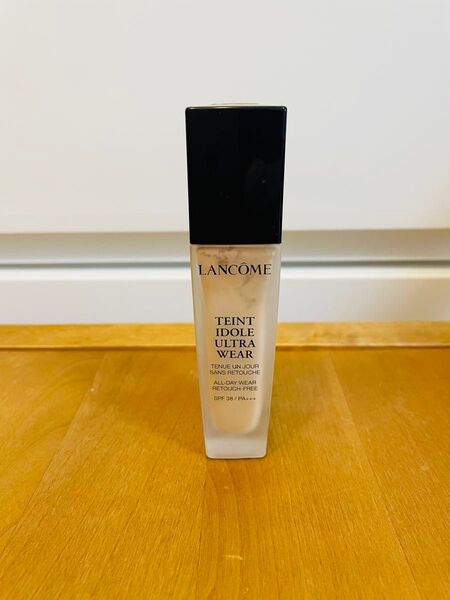 LANCÔME
TEINT
IDOLE
ULTRA
WEAR
TENUE UN JOUR
SANS RETOUCHE
ALL-DAY WEAR
RETOUCH-FREE
SPF 38 / PA+++